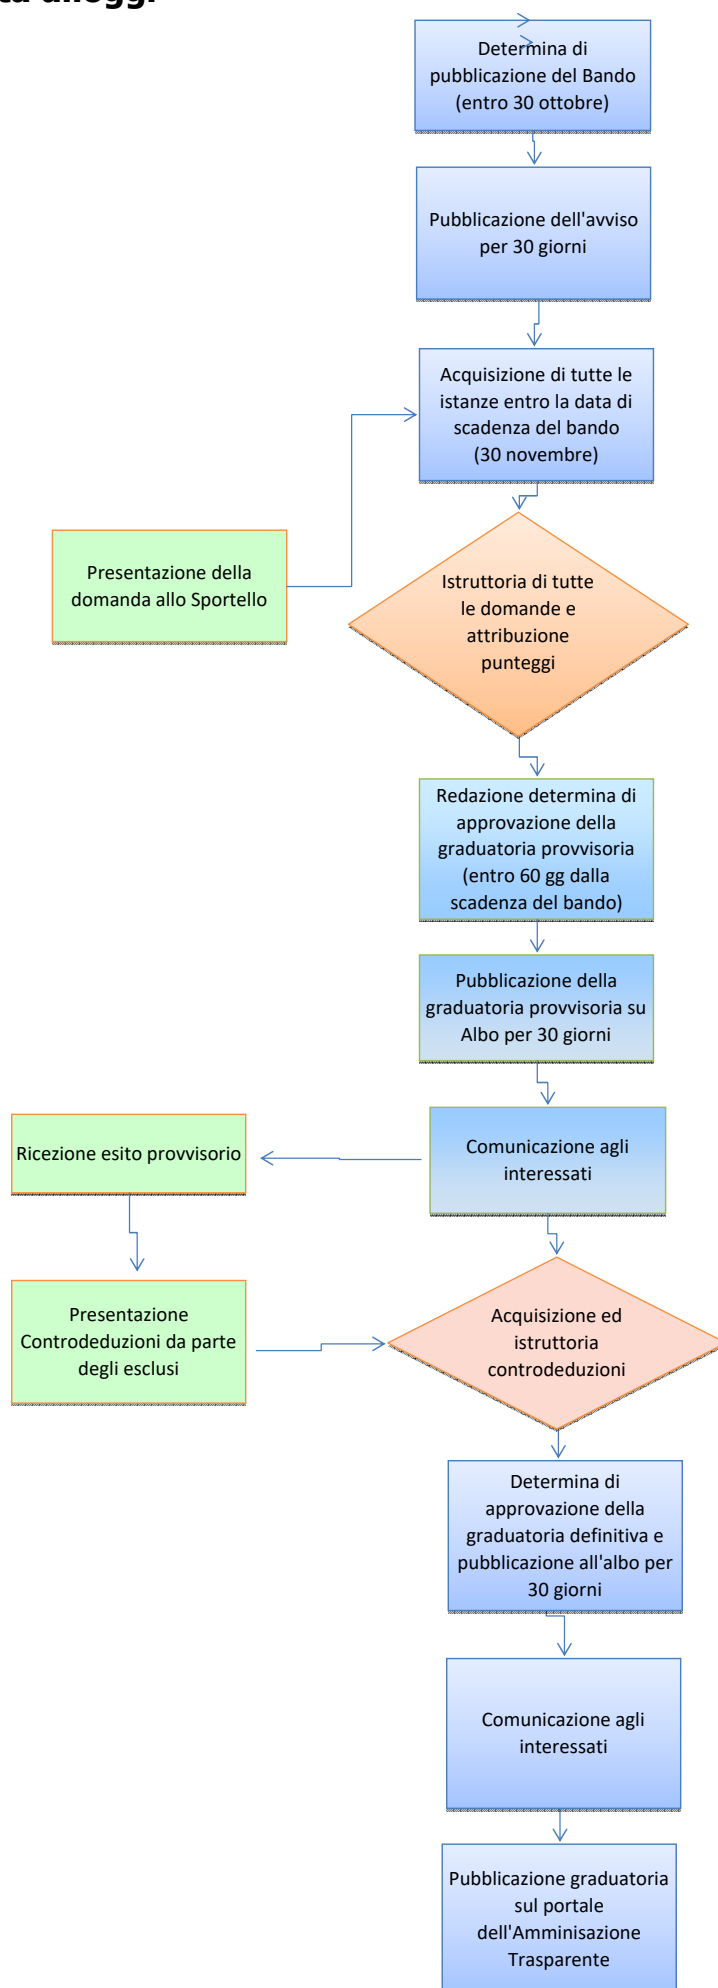 alloggi
Determina di
pubblicazione del Bando
(entro 30 ottobre)
Pubblicazione dell'avviso
per 30 giorni
Acquisizione di tutte le
istanze entro la data di
scadenza del bando
(30 novembre)
Presentazione della
domanda allo Sportello
Istruttoria di tutte
le domande e
attribuzione
punteggi
Redazione determina di
approvazione della
graduatoria provvisoria
(entro 60 gg dalla
scadenza del bando)
Pubblicazione della
graduatoria provvisoria su
Albo per 30 giorni
Comunicazione agli
interessati
Ricezione esito provvisorio
Presentazione
Controdeduzioni da parte
degli esclusi
Acquisizione ed
istruttoria
controdeduzioni
Determina di
approvazione della
graduatoria definitiva e
pubblicazione all'albo per
30 giorni
Comunicazione agli
interessati
Pubblicazione graduatoria
sul portale
dell'Amminisazione
Trasparente